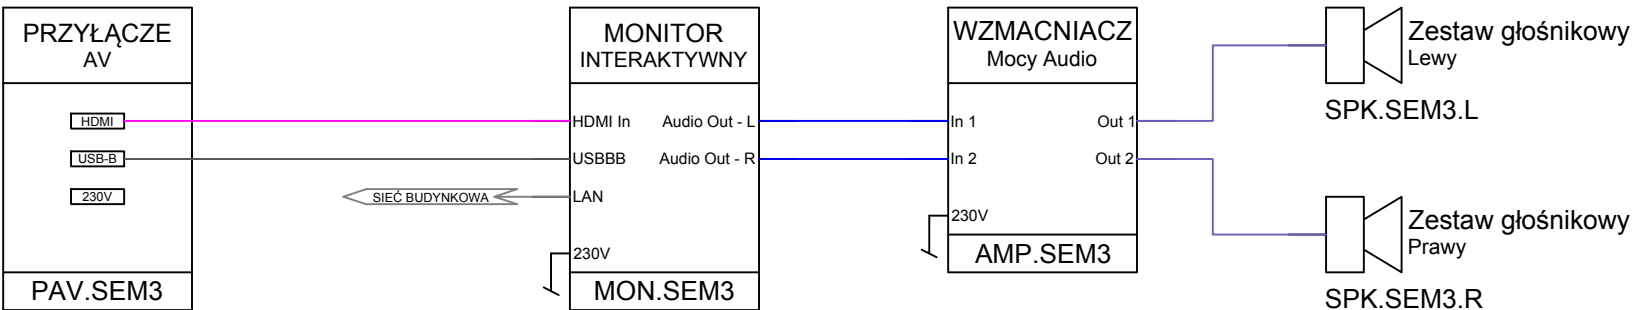 PRZYŁĄCZE
AV
HDMI
USB-B
230V
PAV.SEM3
MONITOR
INTERAKTYWNY
HDMI In
Audio Out - L
USBBB
Audio Out - R
SIEĆ BUDYNKOWA
LAN
230V
MON.SEM3
WZMACNIACZ
Mocy Audio
In 1
Out 1
In 2
Out 2
230V
AMP.SEM3
Zestaw głośnikowy
Lewy
SPK.SEM3.L
Zestaw głośnikowy
Prawy
SPK.SEM3.R